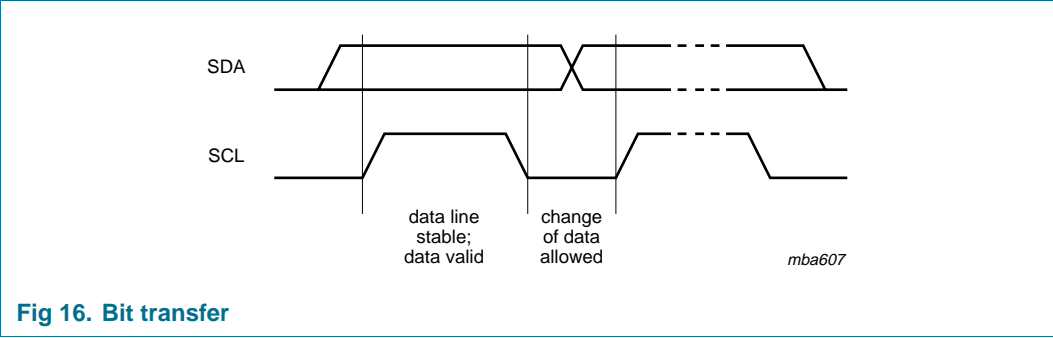 SDA
SCL
data line
stable;
data valid
change
of data
allowed
mba607
Fig 16. Bit transfer